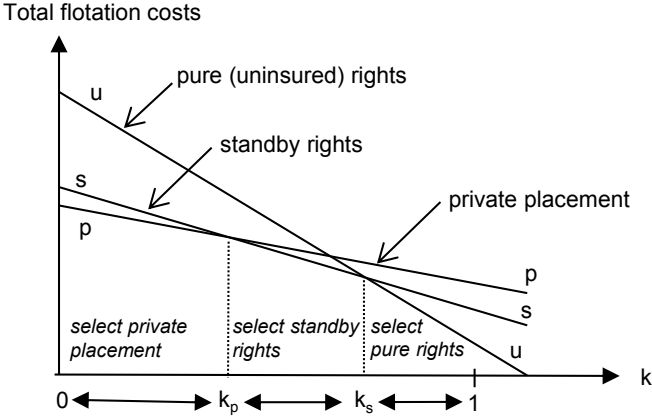 Total flotation costs
u
pure (uninsured) rights
standby rights
s
private placement
p
p
s
select private
placement
select standby
rights
select
pure rights
u
k
0
kₚ
kₛ
1